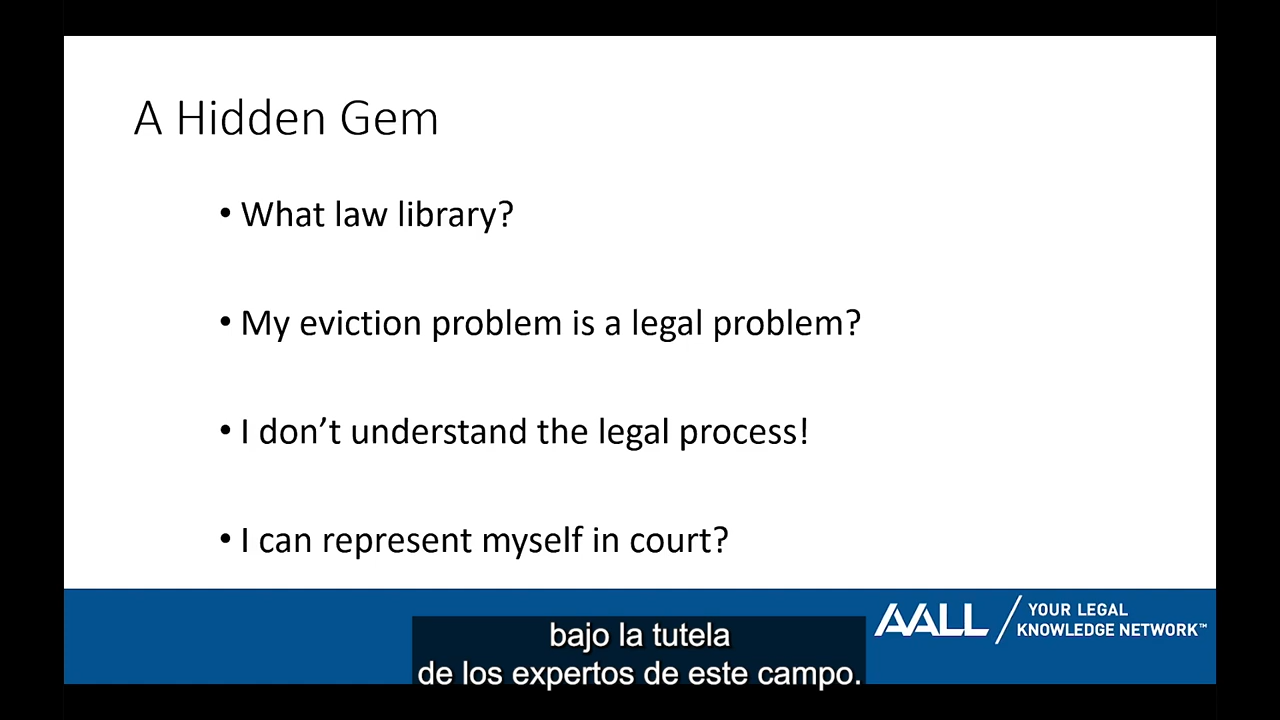 A Hidden Gem
• What law library?
• My eviction problem is a legal problem?
• I don’t understand the legal process!
• I can represent myself in court?
AALL
YOUR LEGAL
KNOWLEDGE NETWORK™
bajo la tutela
de los expertos de este campo.